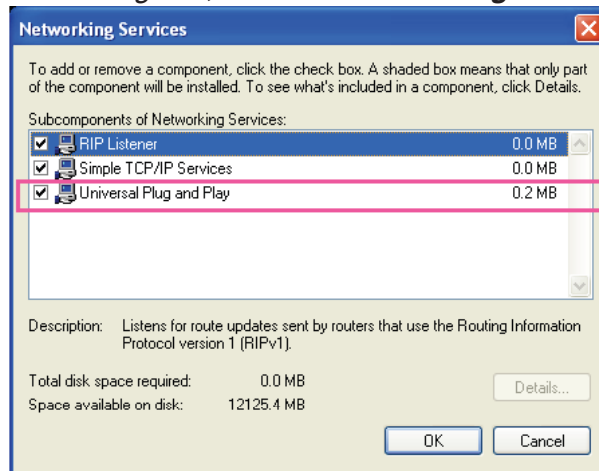 Networking Services
To add or remove a component, click the check box. A shaded box means that only part
of the component will be installed. To see what's included in a component, click Details.
Subcomponents of Networking Services:
RIP Listener 0.0 MB
Simple TCP/IP Services 0.0 MB
Universal Plug and Play 0.2 MB
Description: Listens for route updates sent by routers that use the Routing Information
Protocol version 1 (RIPv1).
Total disk space required: 0.0 MB
Details...
Space available on disk: 12125.4 MB
OK Cancel